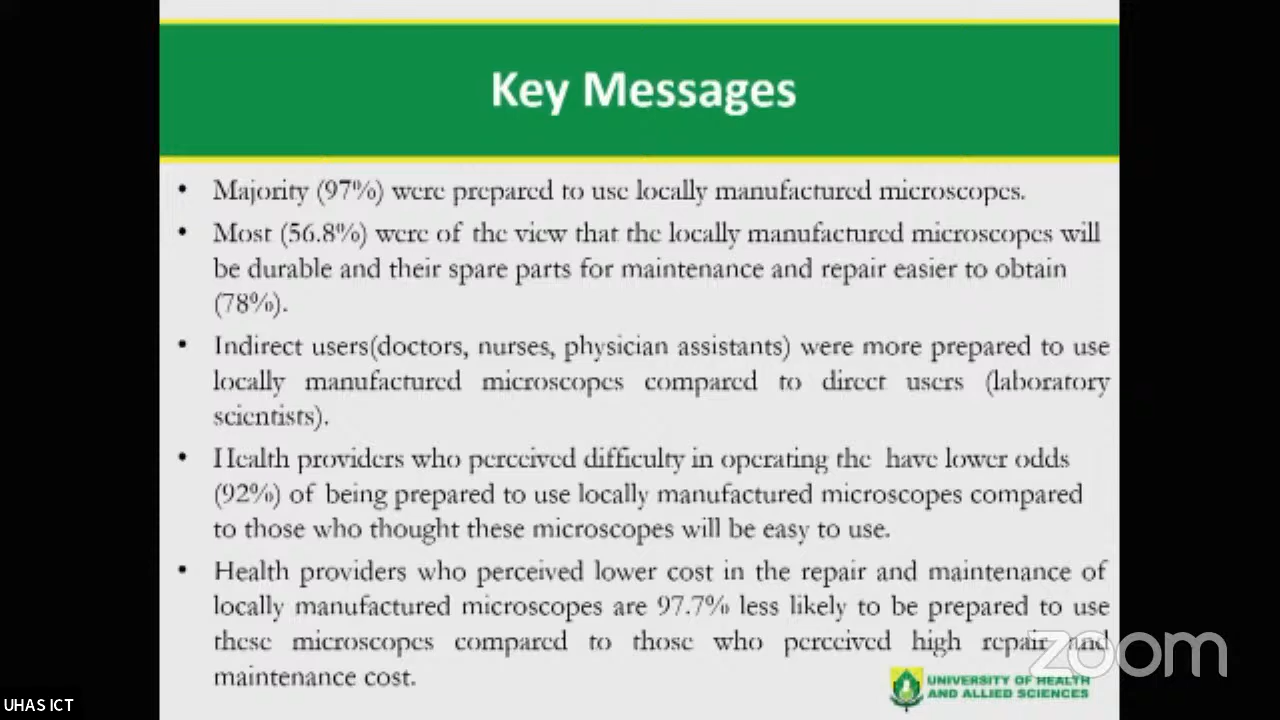 Key Messages
• Majority (97%) were prepared to use locally manufactured microscopes.
• Most (56.8%) were of the view that the locally manufactured microscopes will
be durable and their spare parts for maintenance and repair easier to obtain
(78%).
• Indirect users(doctors, nurses, physician assistants) were more prepared to use
locally manufactured microscopes compared to direct users (laboratory
scientists).
• Health providers who perceived difficulty in operating the have lower odds
(92%) of being prepared to use locally manufactured microscopes compared
to those who thought these microscopes will be easy to use.
• Health providers who perceived lower cost in the repair and maintenance of
locally manufactured microscopes are 97.7% less likely to be prepared to use
these microscopes compared to those who perceived high repair and
maintenance cost.
zoom
UNIVERSITY OF HEALTH
AND ALLIED SCIENCES
UHAS ICT